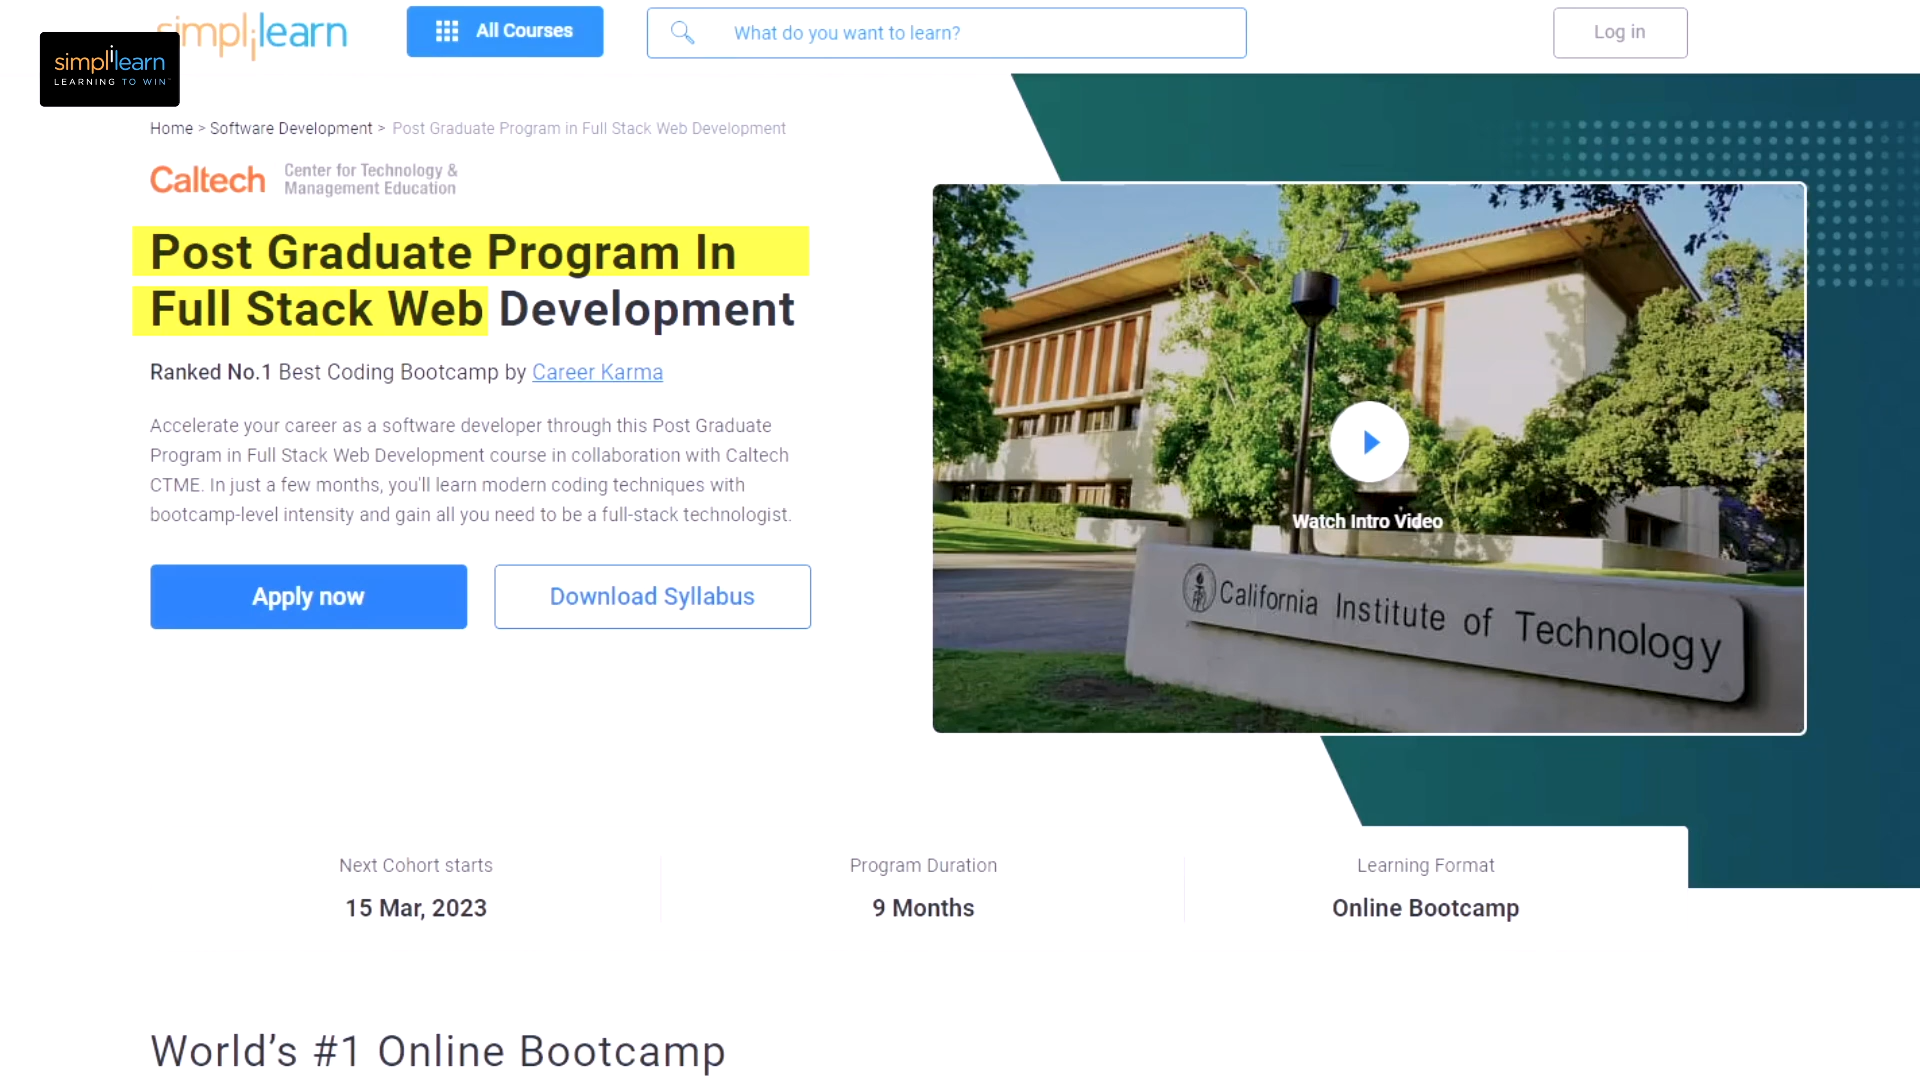 simplilearn
All Courses
What do you want to learn?
Log in
simplilearn
LEARNING TO WIN
Home > Software Development > Post Graduate Program in Full Stack Web Development
Caltech
Center for Technology &
Management Education
Post Graduate Program In
Full Stack Web Development
Ranked No.1 Best Coding Bootcamp by Career Karma
Accelerate your career as a software developer through this Post Graduate
Program in Full Stack Web Development course in collaboration with Caltech
CTME. In just a few months, you'll learn modern coding techniques with
bootcamp-level intensity and gain all you need to be a full-stack technologist.
Apply now
Download Syllabus
Watch Intro Video
California Institute of Technology
Next Cohort starts
15 Mar, 2023
Program Duration
9 Months
Learning Format
Online Bootcamp
World’s #1 Online Bootcamp